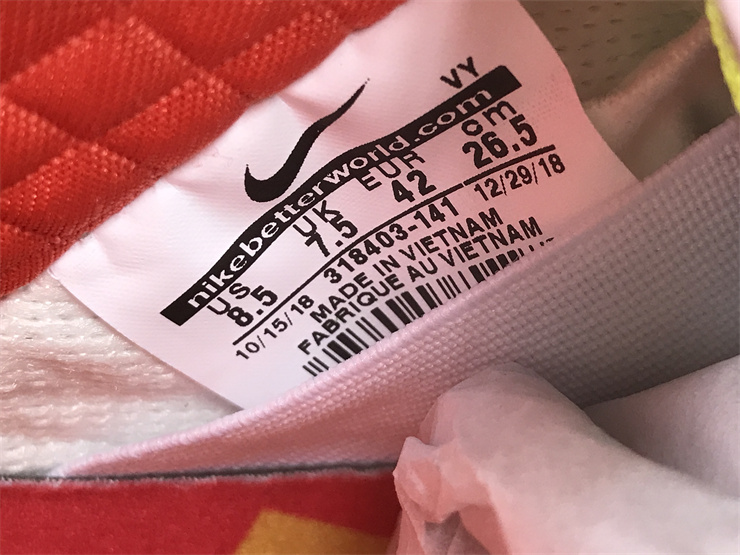 VY
nikebetterworld.com
US UK EUR cm
8.5 7.5 42 26.5
10/15/18 318403-141 12/29/18
MADE IN VIETNAM
FABRIQUE AU VIETNAM